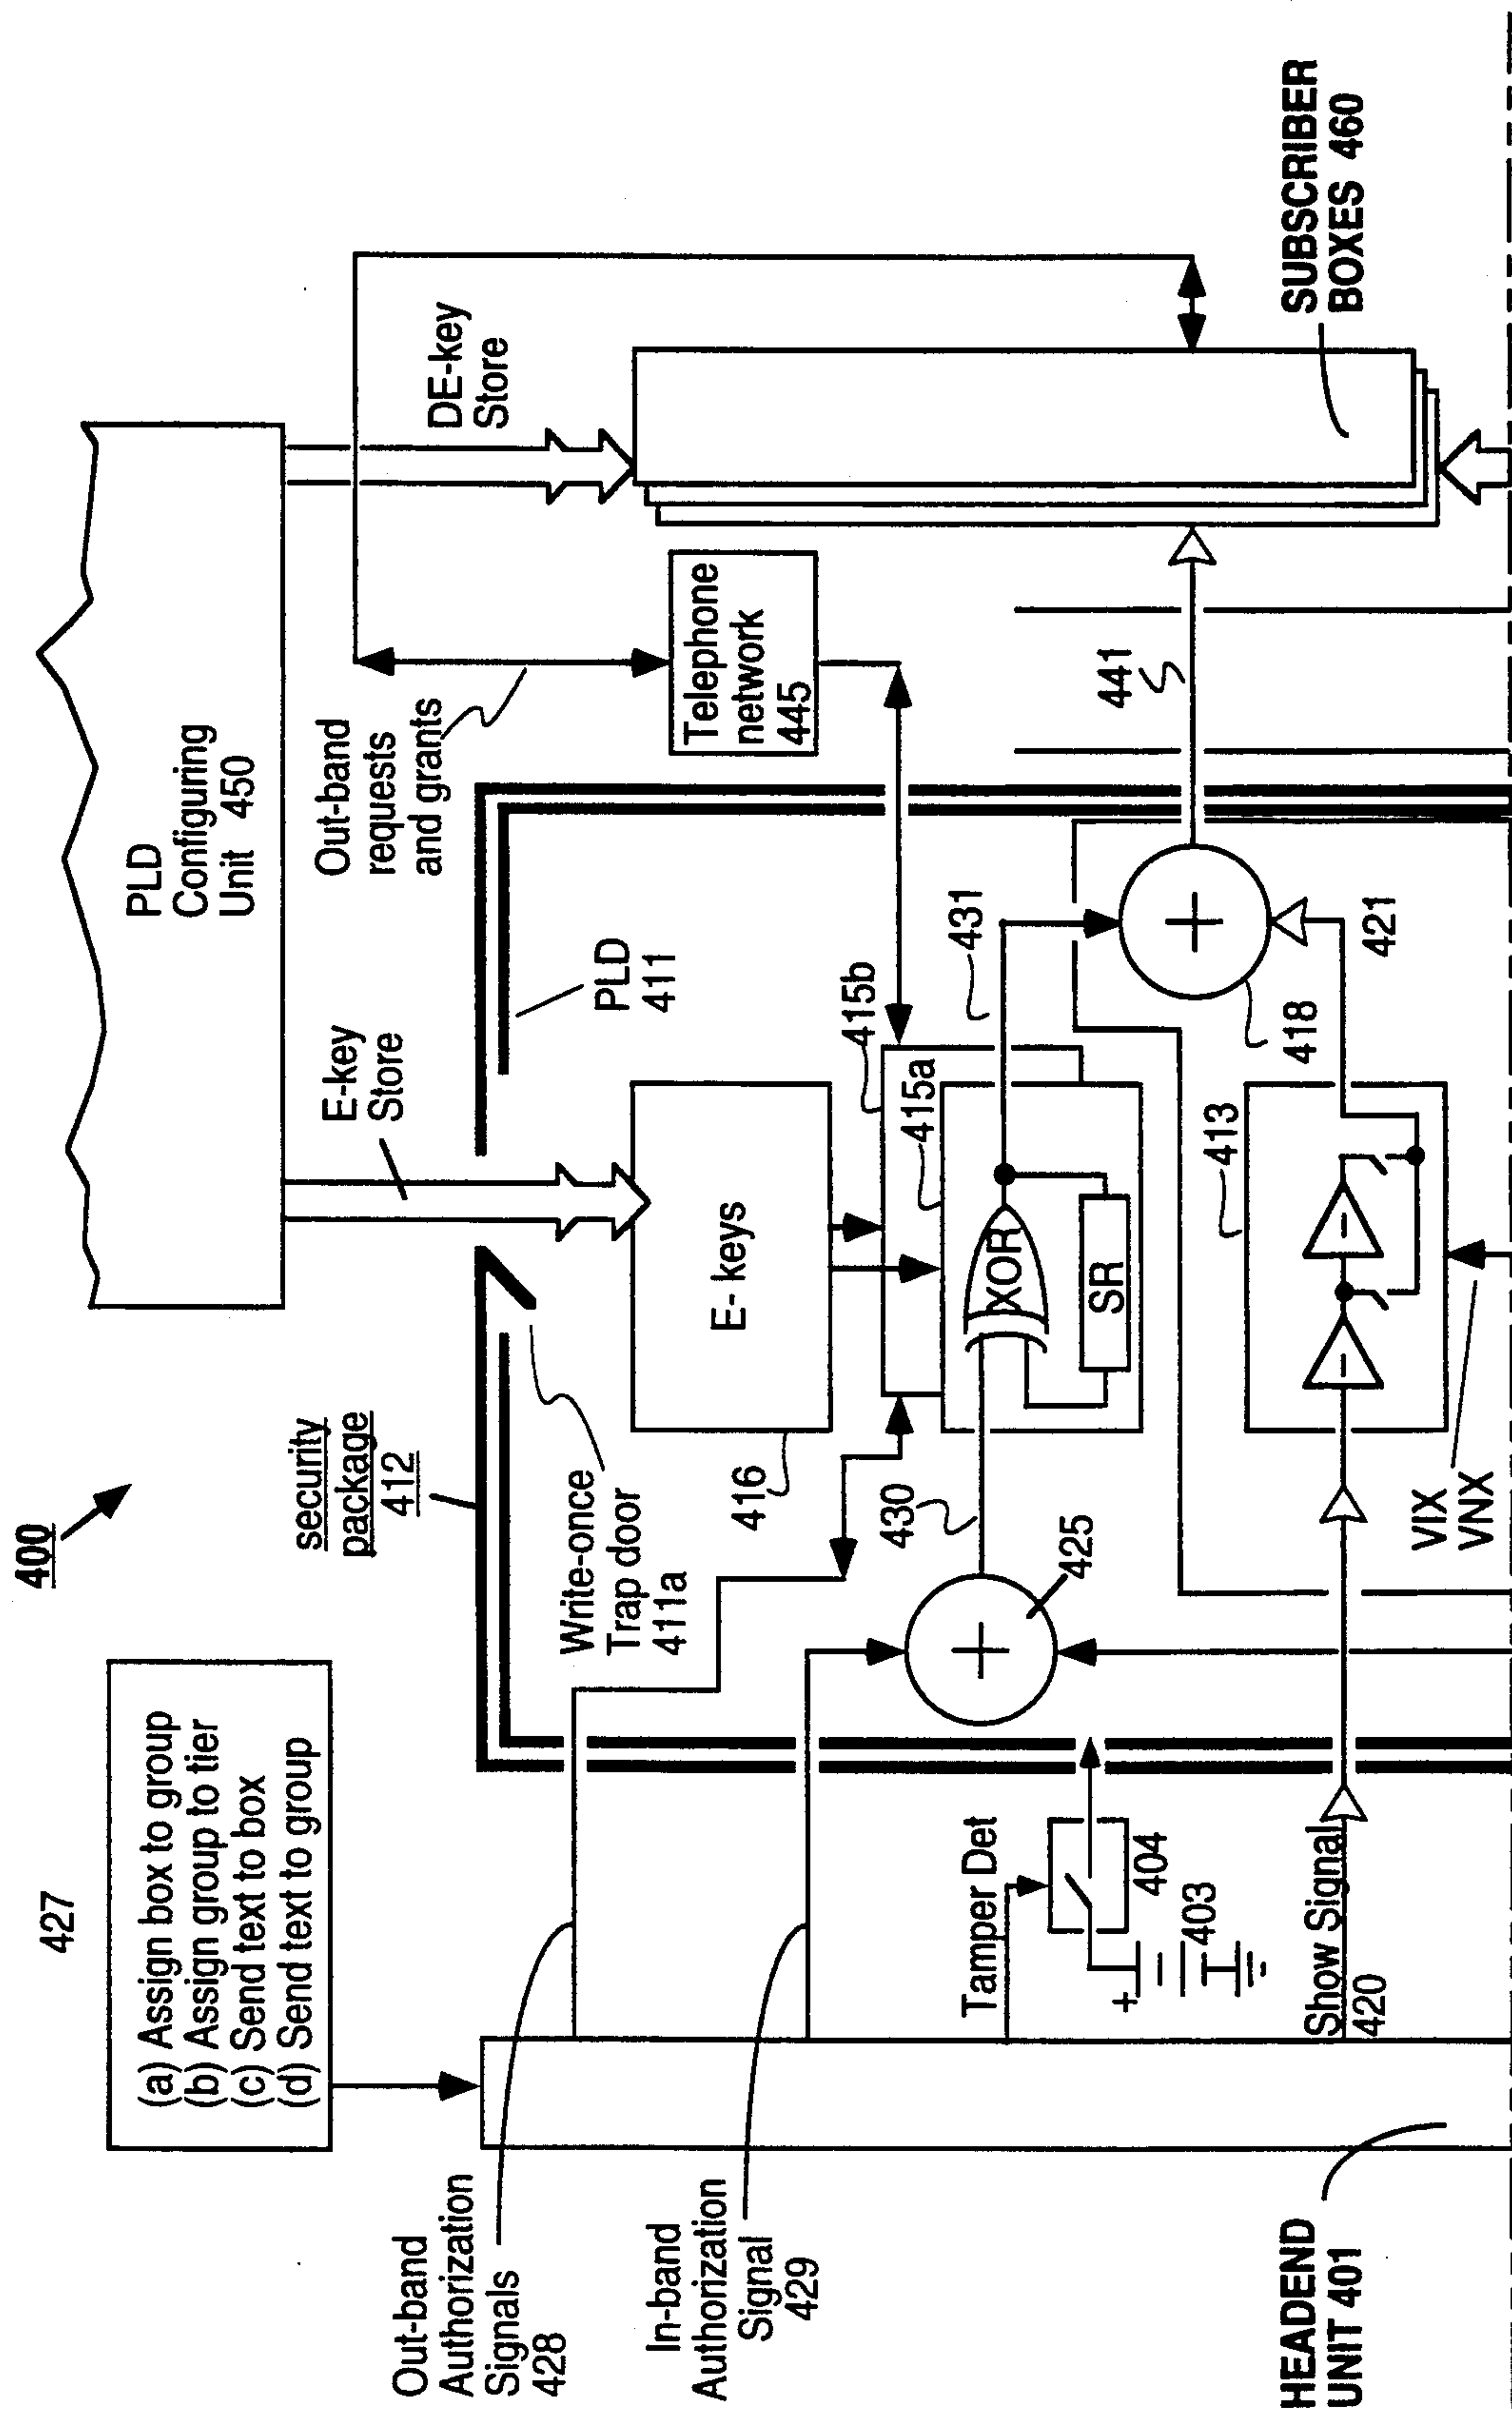 400
427
(a) Assign box to group
(b) Assign group to tier
(c) Send text to box
(d) Send text to group
PLD
Configuring
Unit 450
security
package
412
E-key
Store
Out-band
requests
and grants
DE-key
Store
Write-once
Trap door
411a
PLD
411
Telephone
network
445
Out-band
Authorization
Signals
428
In-band
Authorization
Signal
429
E- keys
416
415b
415a
430
425
XOR
SR
431
441
Tamper Det
404
+
403
+
+
418
413
421
Show Signal
420
VIX
VNX
HEADEND
UNIT 401
SUBSCRIBER
BOXES 460